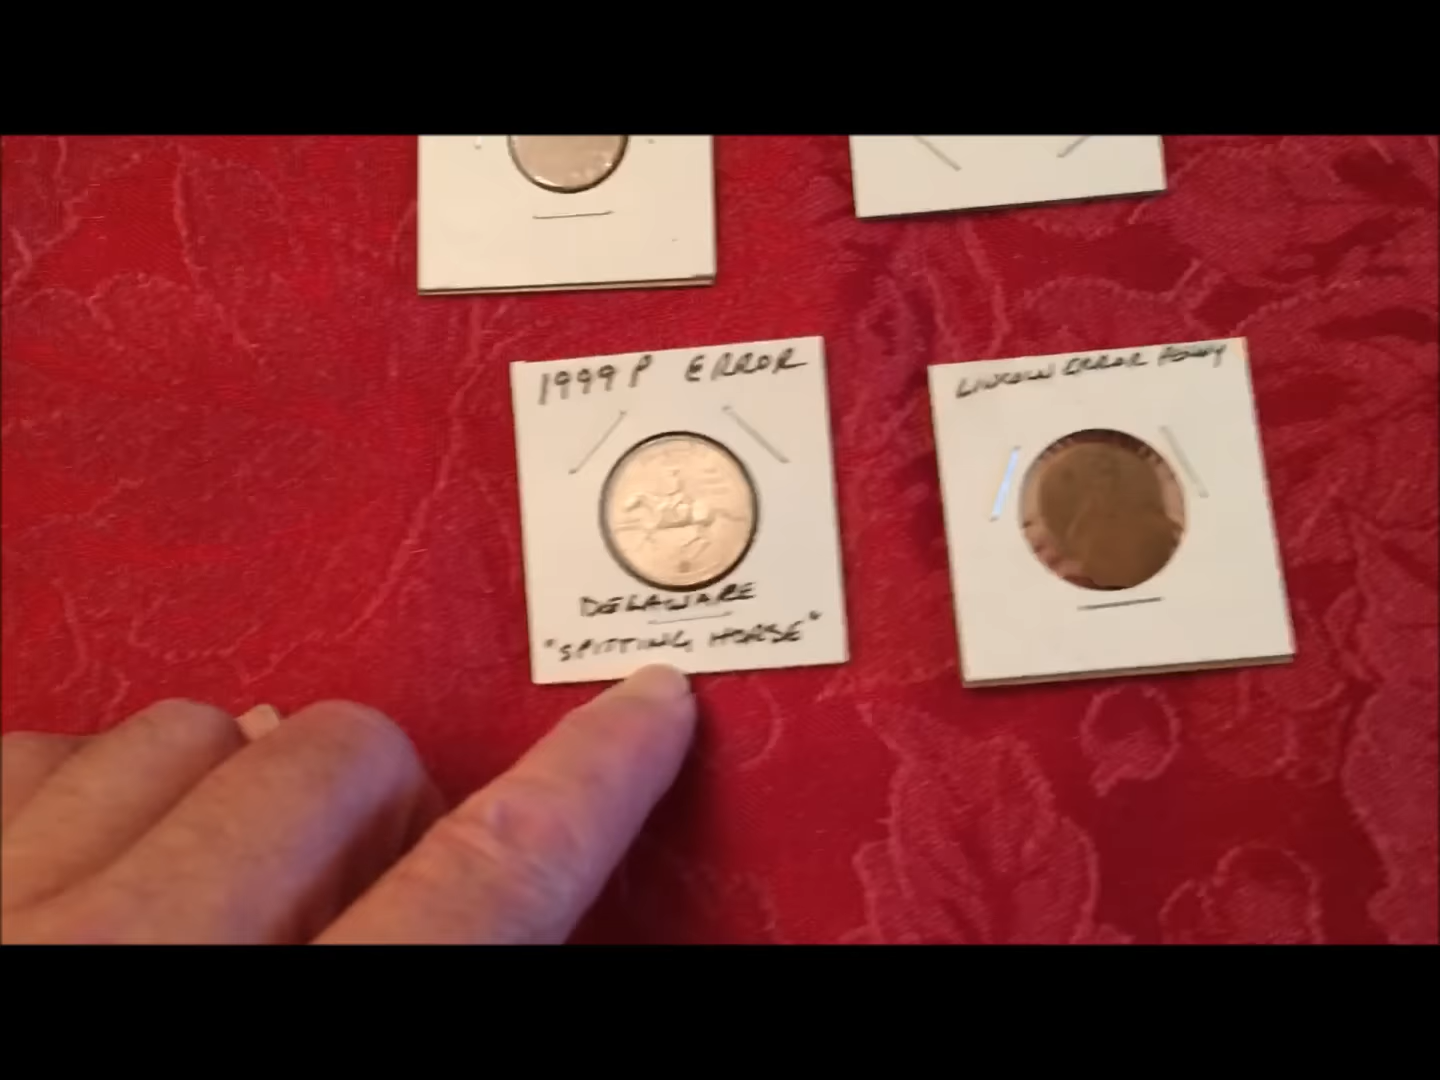 1999 P ERROR
DELAWARE
"SPITTING HORSE"
LINCOLN ERROR PENNY